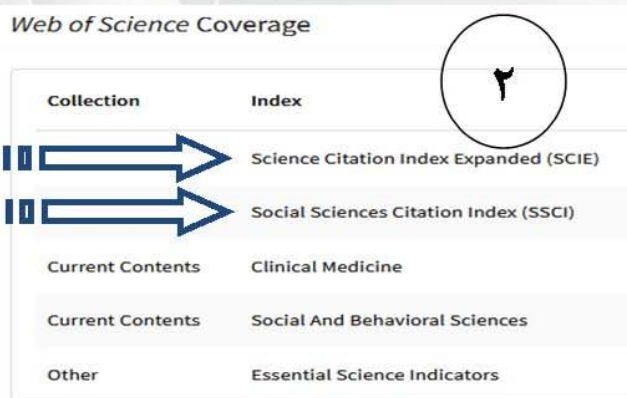 Web of Science Coverage
۲
Collection Index
Science Citation Index Expanded (SCIE)
Social Sciences Citation Index (SSCI)
Current Contents Clinical Medicine
Current Contents Social And Behavioral Sciences
Other Essential Science Indicators